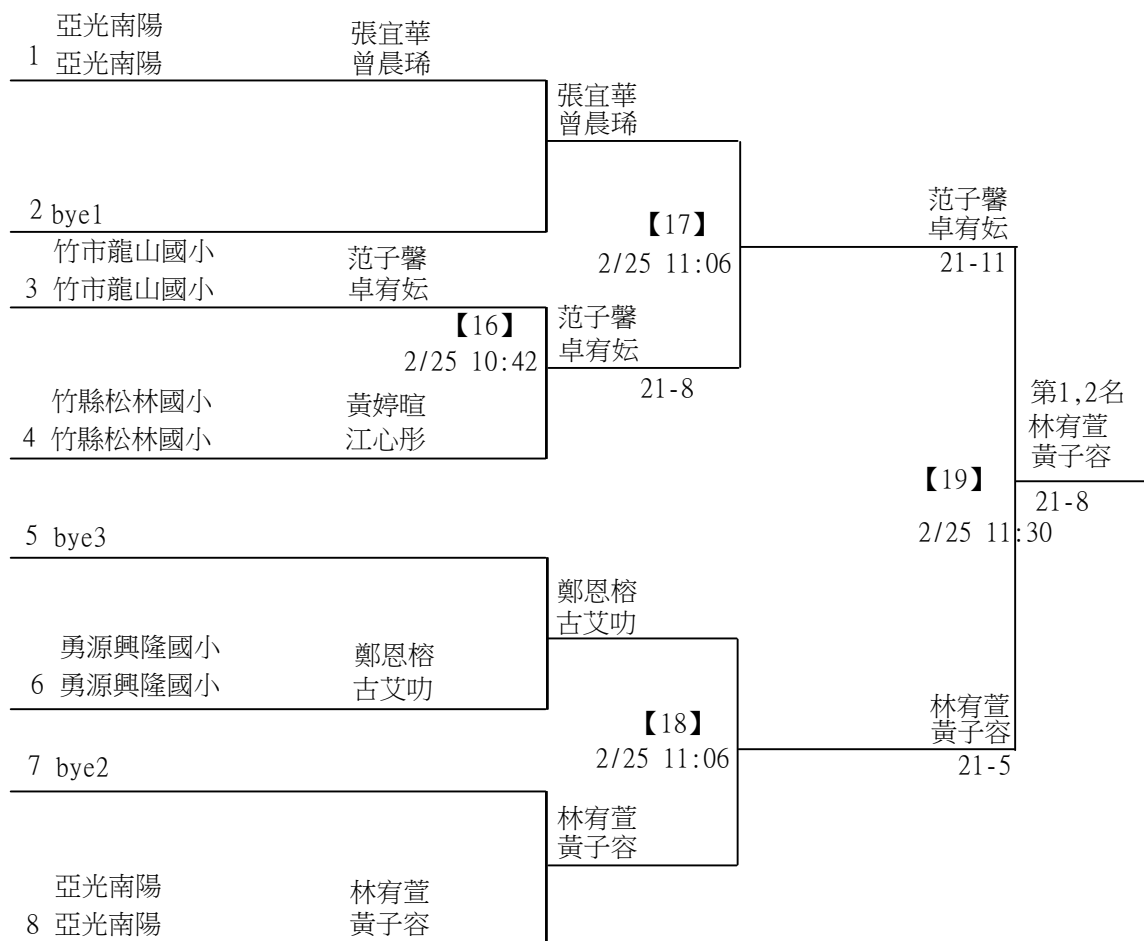 亞光南陽 張宜華
1 亞光南陽 曾晨琋
張宜華
曾晨琋
2 bye1
【17】
2/25 11:06
范子馨
卓宥妘
21-11
竹市龍山國小 范子馨
3 竹市龍山國小 卓宥妘
【16】
2/25 10:42
范子馨
卓宥妘
21-8
竹縣松林國小 黃婷暄
4 竹縣松林國小 江心彤
第1,2名
林宥萱
黃子容
21-8
【19】
2/25 11:30
5 bye3
鄭恩榕
古艾叻
勇源興隆國小 鄭恩榕
6 勇源興隆國小 古艾叻
【18】
2/25 11:06
林宥萱
黃子容
21-5
7 bye2
林宥萱
黃子容
亞光南陽 林宥萱
8 亞光南陽 黃子容